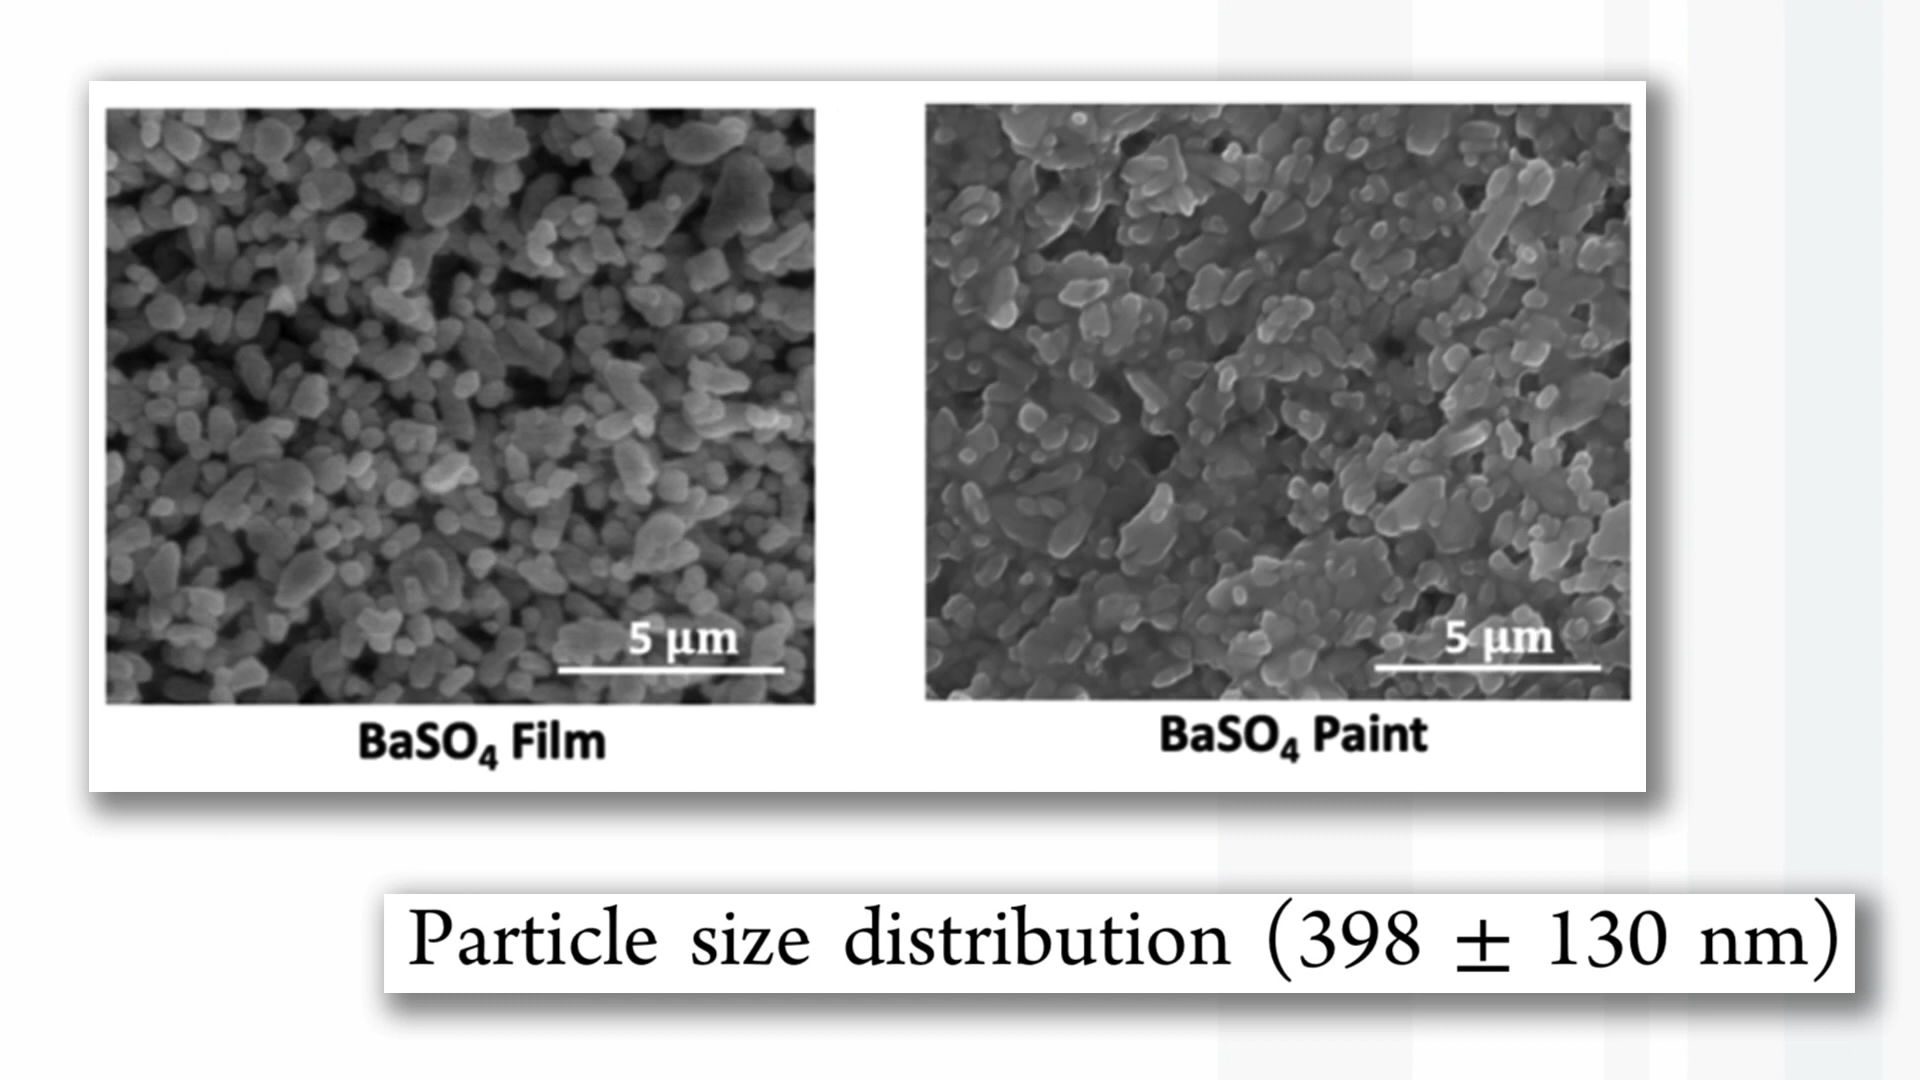 5 μm
5 μm
BaSO₄ Film
BaSO₄ Paint
Particle size distribution (398 ± 130 nm)